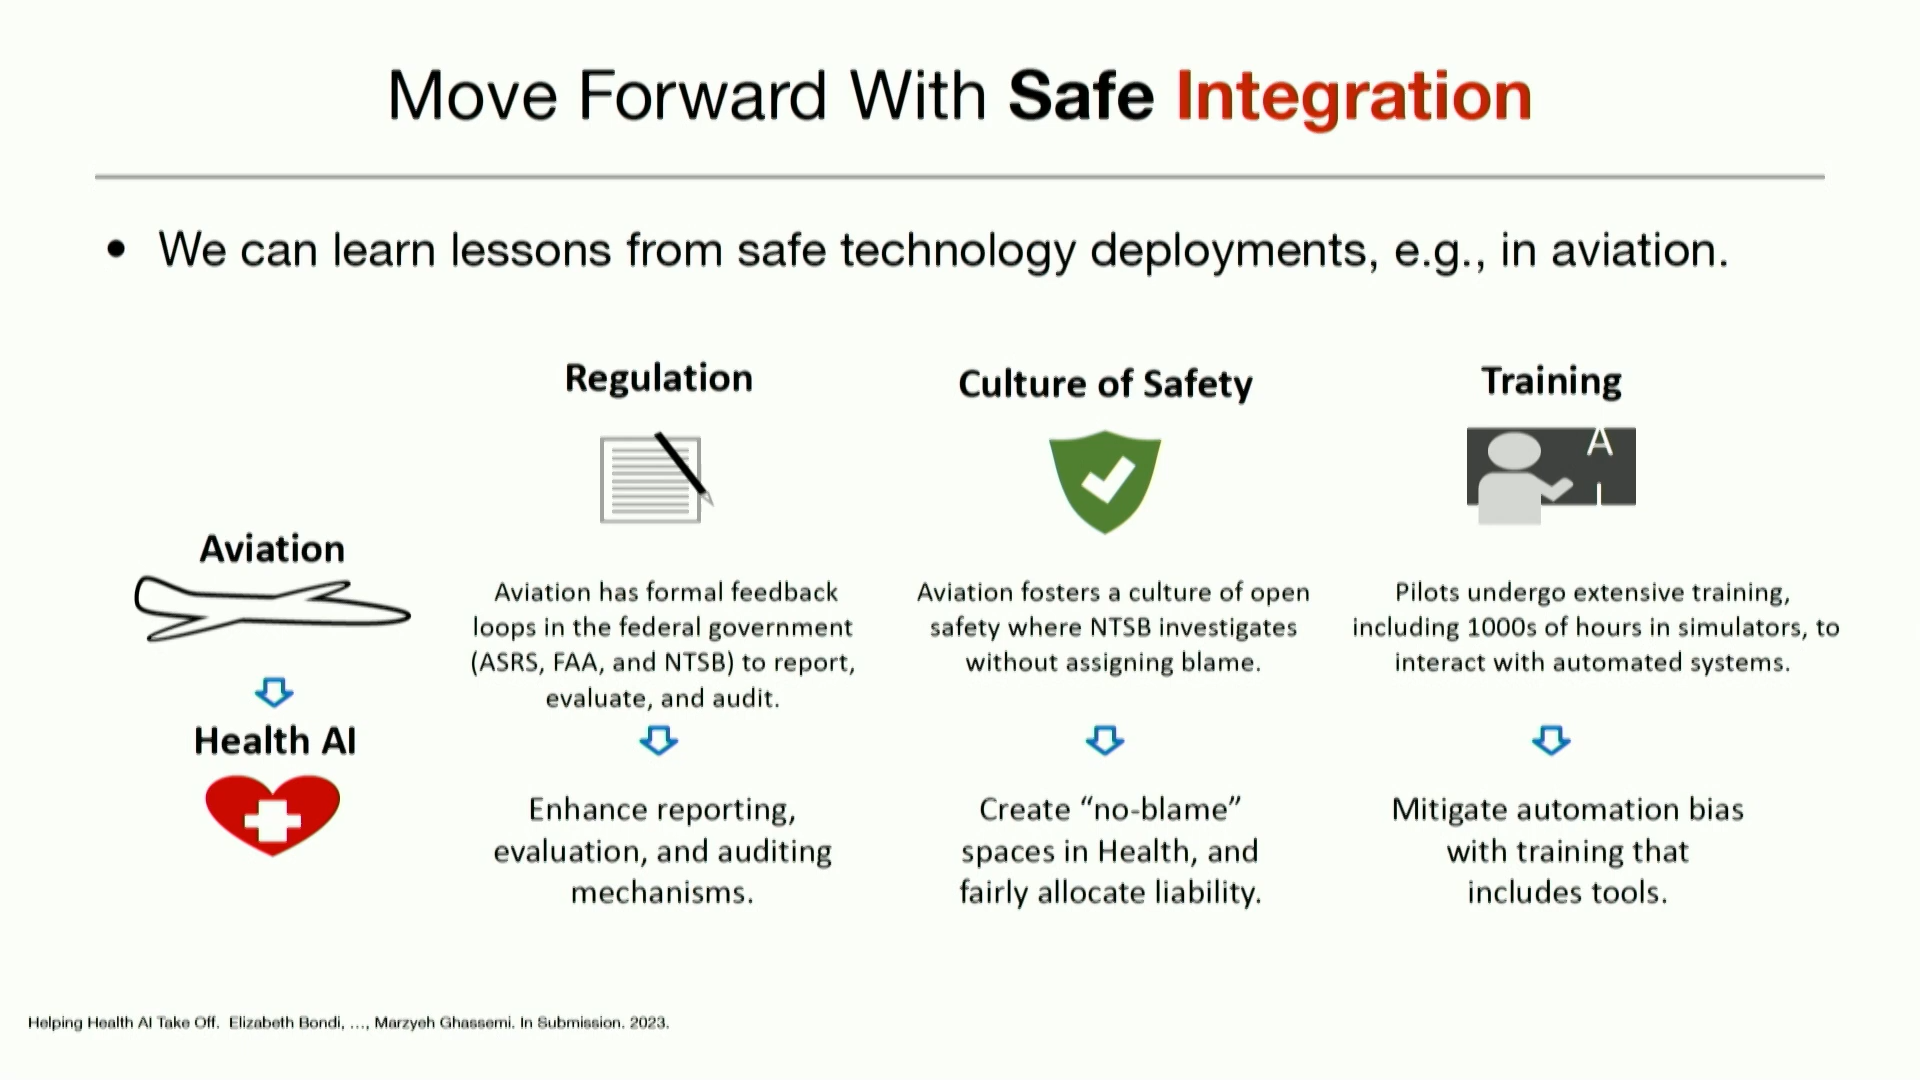 Move Forward With Safe Integration
• We can learn lessons from safe technology deployments, e.g., in aviation.
Regulation
Culture of Safety
Training
A
I
Aviation
Aviation has formal feedback
loops in the federal government
(ASRS, FAA, and NTSB) to report,
evaluate, and audit.
Aviation fosters a culture of open
safety where NTSB investigates
without assigning blame.
Pilots undergo extensive training,
including 1000s of hours in simulators, to
interact with automated systems.
Health AI
Enhance reporting,
evaluation, and auditing
mechanisms.
Create “no-blame”
spaces in Health, and
fairly allocate liability.
Mitigate automation bias
with training that
includes tools.
Helping Health AI Take Off. Elizabeth Bondi, ..., Marzyeh Ghassemi. In Submission. 2023.